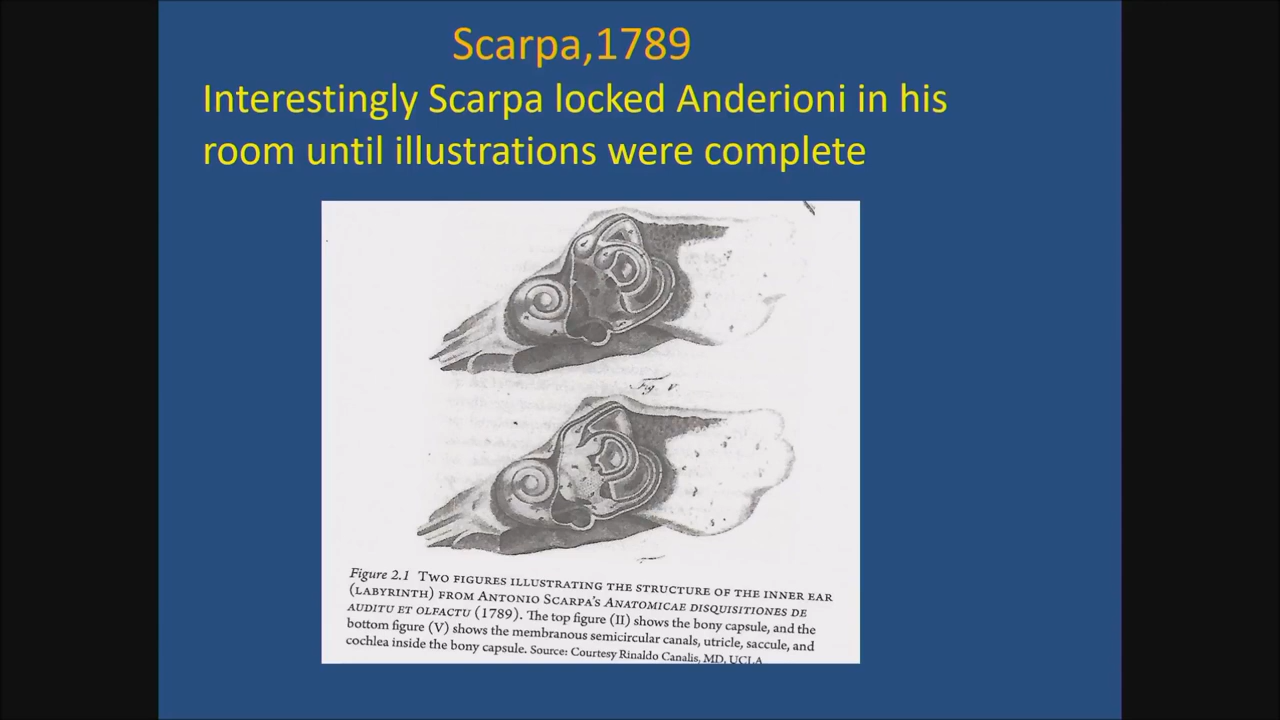 Scarpa,1789
Interestingly Scarpa locked Anderioni in his
room until illustrations were complete
Fig V.
Figure 2.1 Two figures illustrating the structure of the inner ear
(labyrinth) from Antonio Scarpa's Anatomicae disquisitiones de
auditu et olfactu (1789). The top figure (II) shows the bony capsule, and the
bottom figure (V) shows the membranous semicircular canals, utricle, saccule, and
cochlea inside the bony capsule. Source: Courtesy Rinaldo Canalis, MD, UCLA